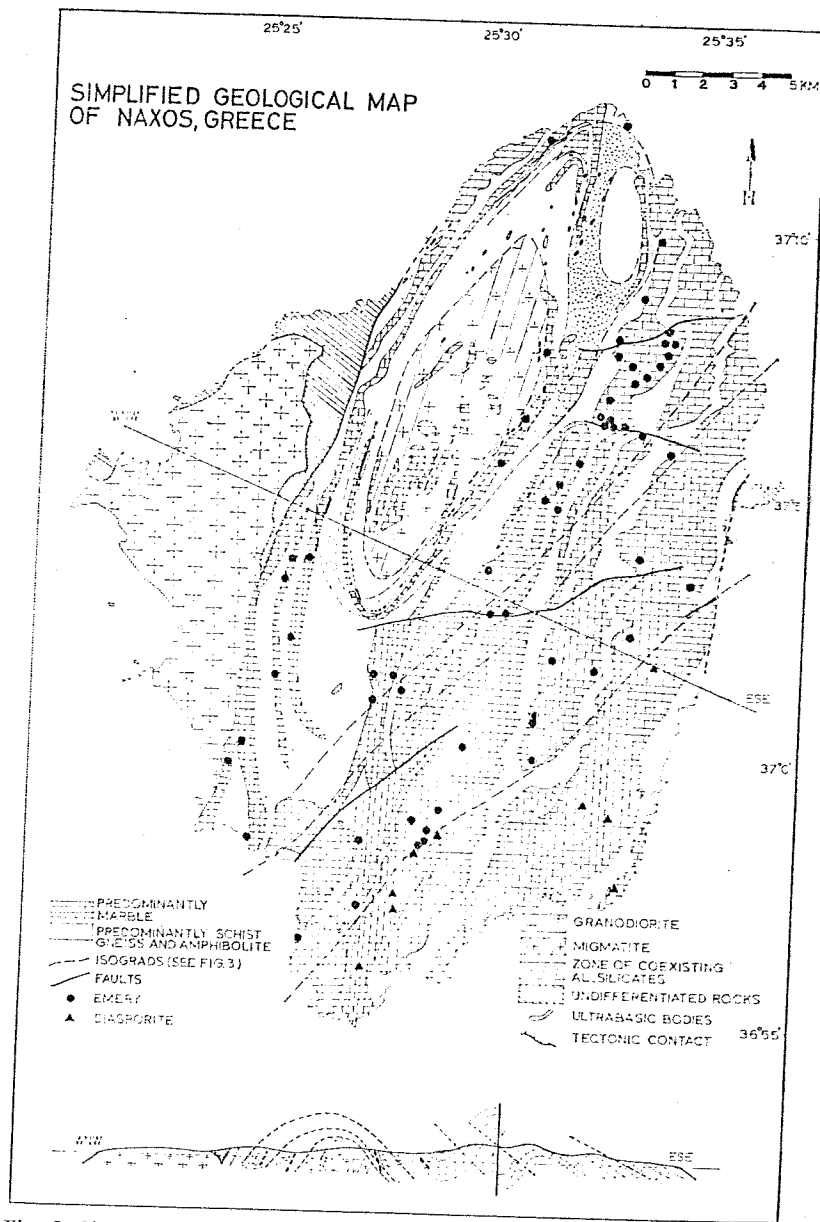 25°25'
25°30'
25°35'
SIMPLIFIED GEOLOGICAL MAP
OF NAXOS, GREECE
0 1 2 3 4 5 KM
N
37°10'
WNW
37°5'
ESE
37°0'
PREDOMINANTLY
MARBLE
PREDOMINANTLY SCHIST
GNEISS AND AMPHIBOLITE
ISOGRADS (SEE FIG.3)
FAULTS
EMERY
DIASPORITE
GRANODIORITE
MIGMATITE
ZONE OF COEXISTING
AL.SILICATES
UNDIFFERENTIATED ROCKS
ULTRABASIC BODIES
TECTONIC CONTACT
36°55'
WNW
ESE